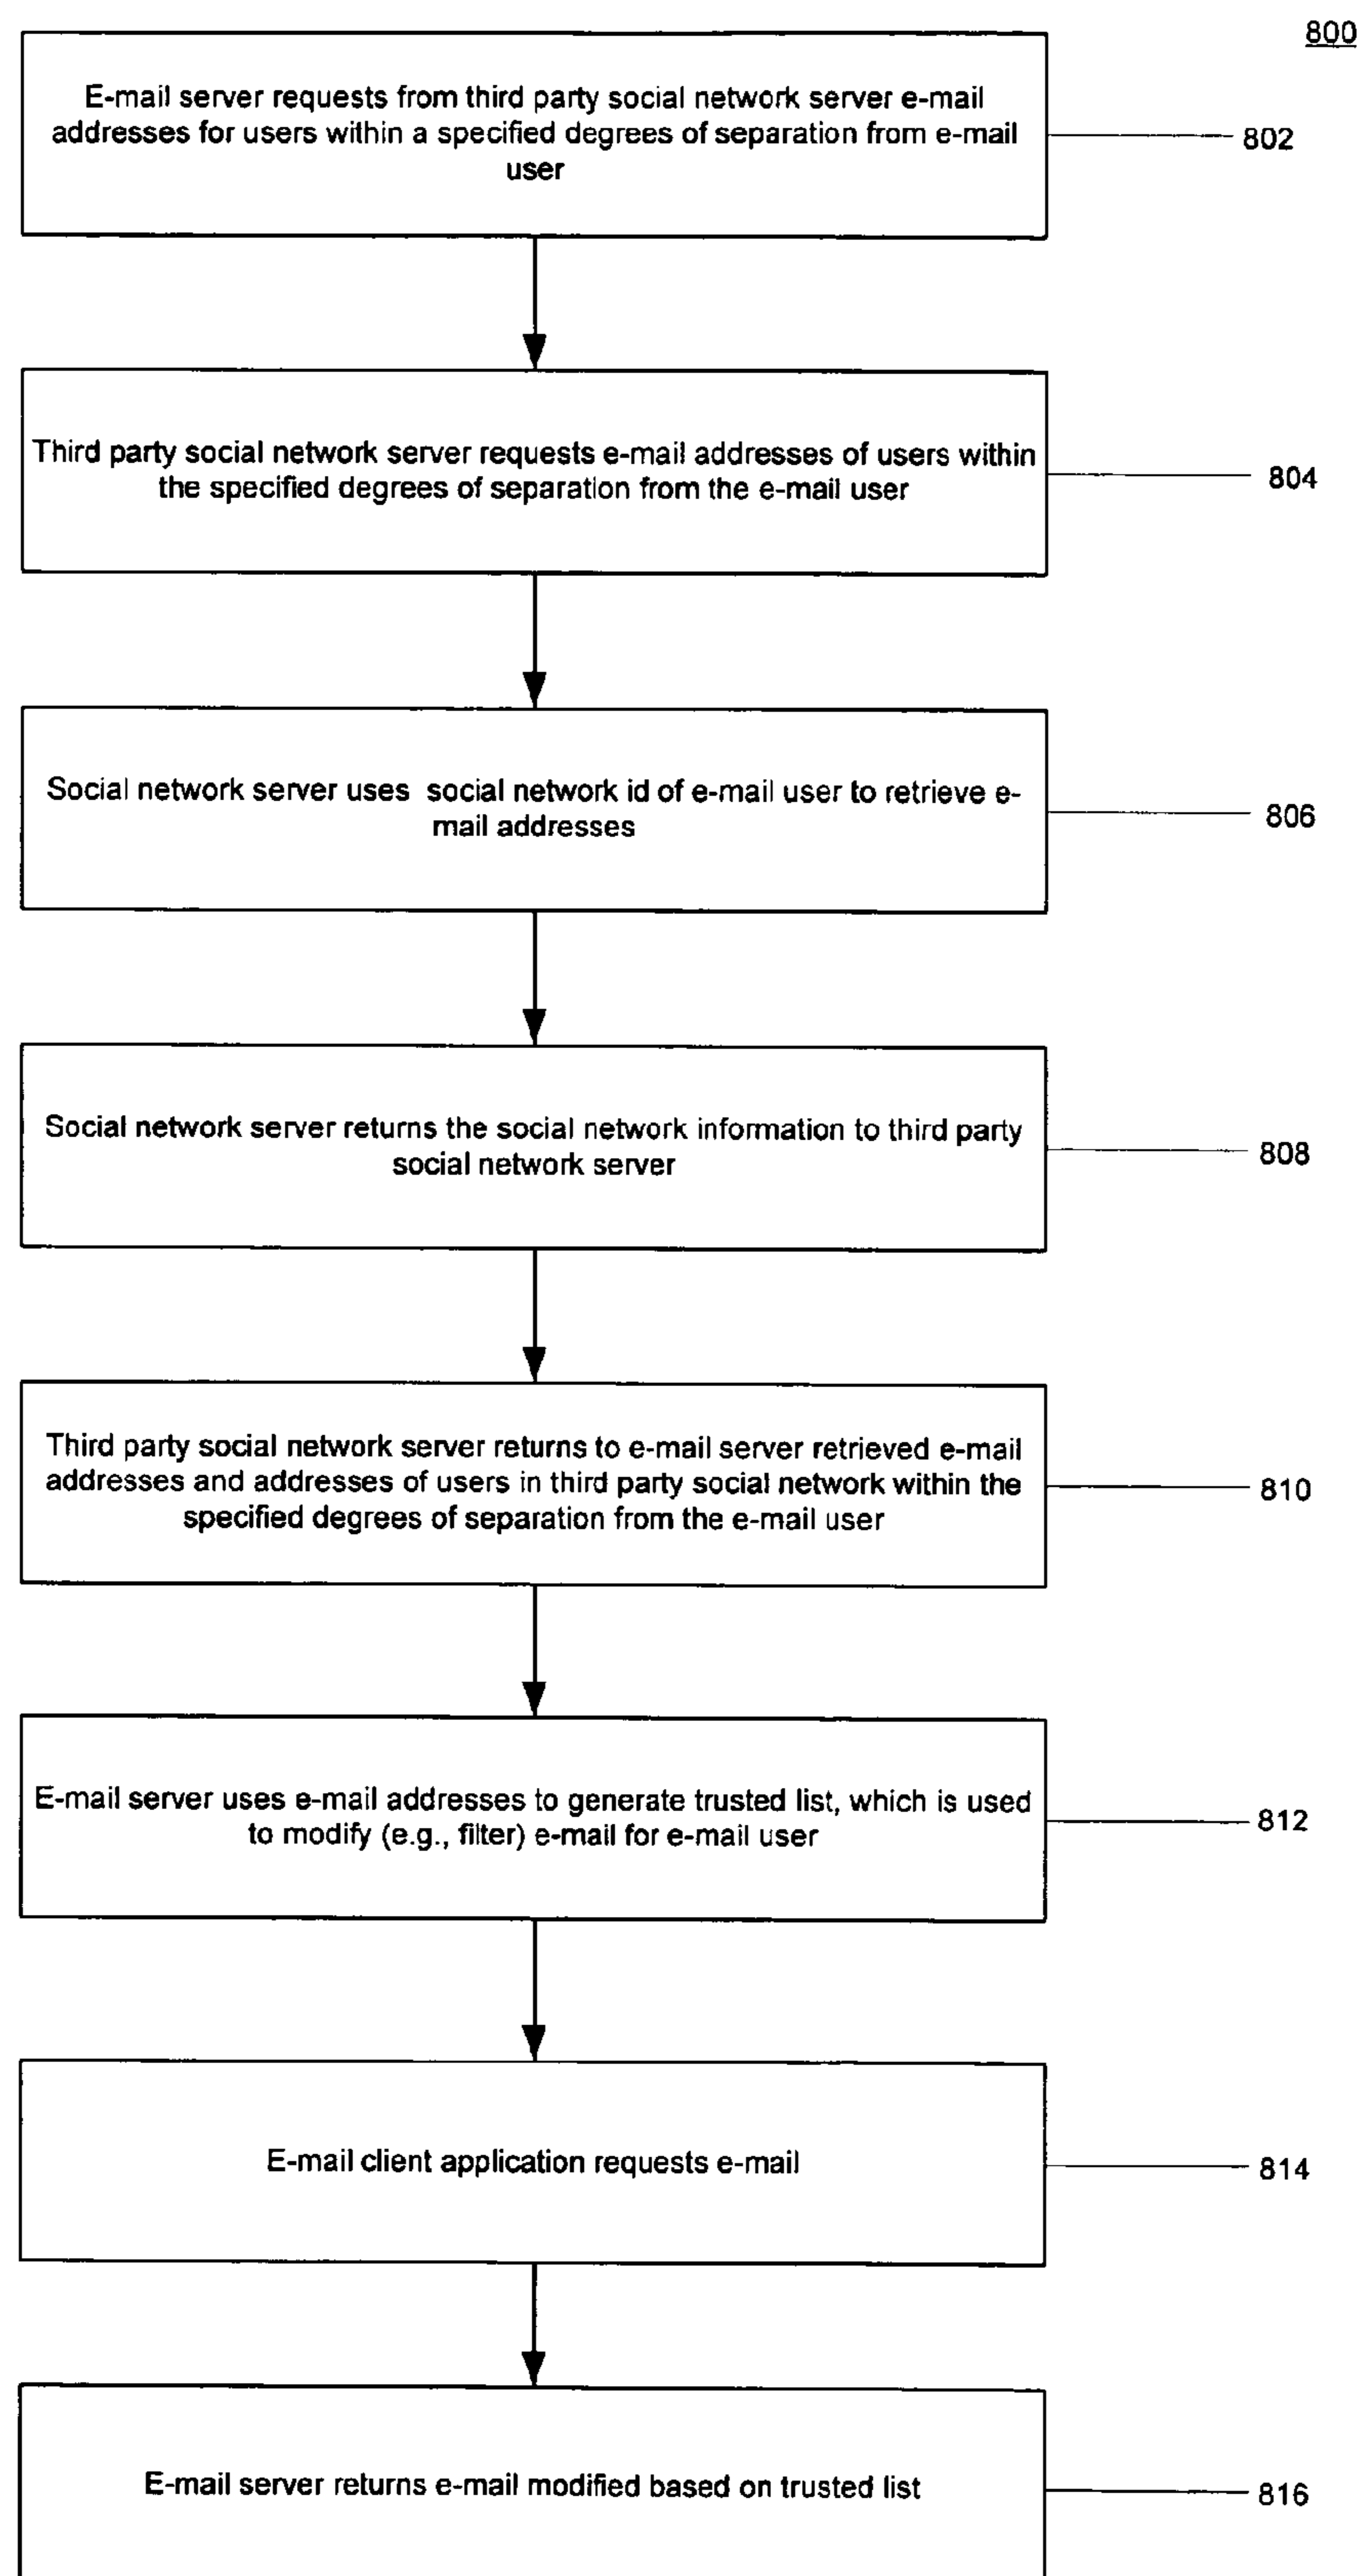 800
E-mail server requests from third party social network server e-mail
addresses for users within a specified degrees of separation from e-mail
user
802
Third party social network server requests e-mail addresses of users within
the specified degrees of separation from the e-mail user
804
Social network server uses social network id of e-mail user to retrieve e-
mail addresses
806
Social network server returns the social network information to third party
social network server
808
Third party social network server returns to e-mail server retrieved e-mail
addresses and addresses of users in third party social network within the
specified degrees of separation from the e-mail user
810
E-mail server uses e-mail addresses to generate trusted list, which is used
to modify (e.g., filter) e-mail for e-mail user
812
E-mail client application requests e-mail
814
E-mail server returns e-mail modified based on trusted list
816